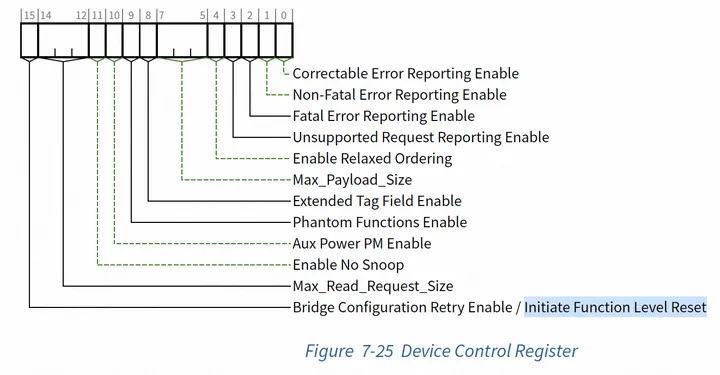 15 14 12 11 10 9 8 7 5 4 3 2 1 0
Correctable Error Reporting Enable
Non-Fatal Error Reporting Enable
Fatal Error Reporting Enable
Unsupported Request Reporting Enable
Enable Relaxed Ordering
Max_Payload_Size
Extended Tag Field Enable
Phantom Functions Enable
Aux Power PM Enable
Enable No Snoop
Max_Read_Request_Size
Bridge Configuration Retry Enable / Initiate Function Level Reset
Figure 7-25 Device Control Register